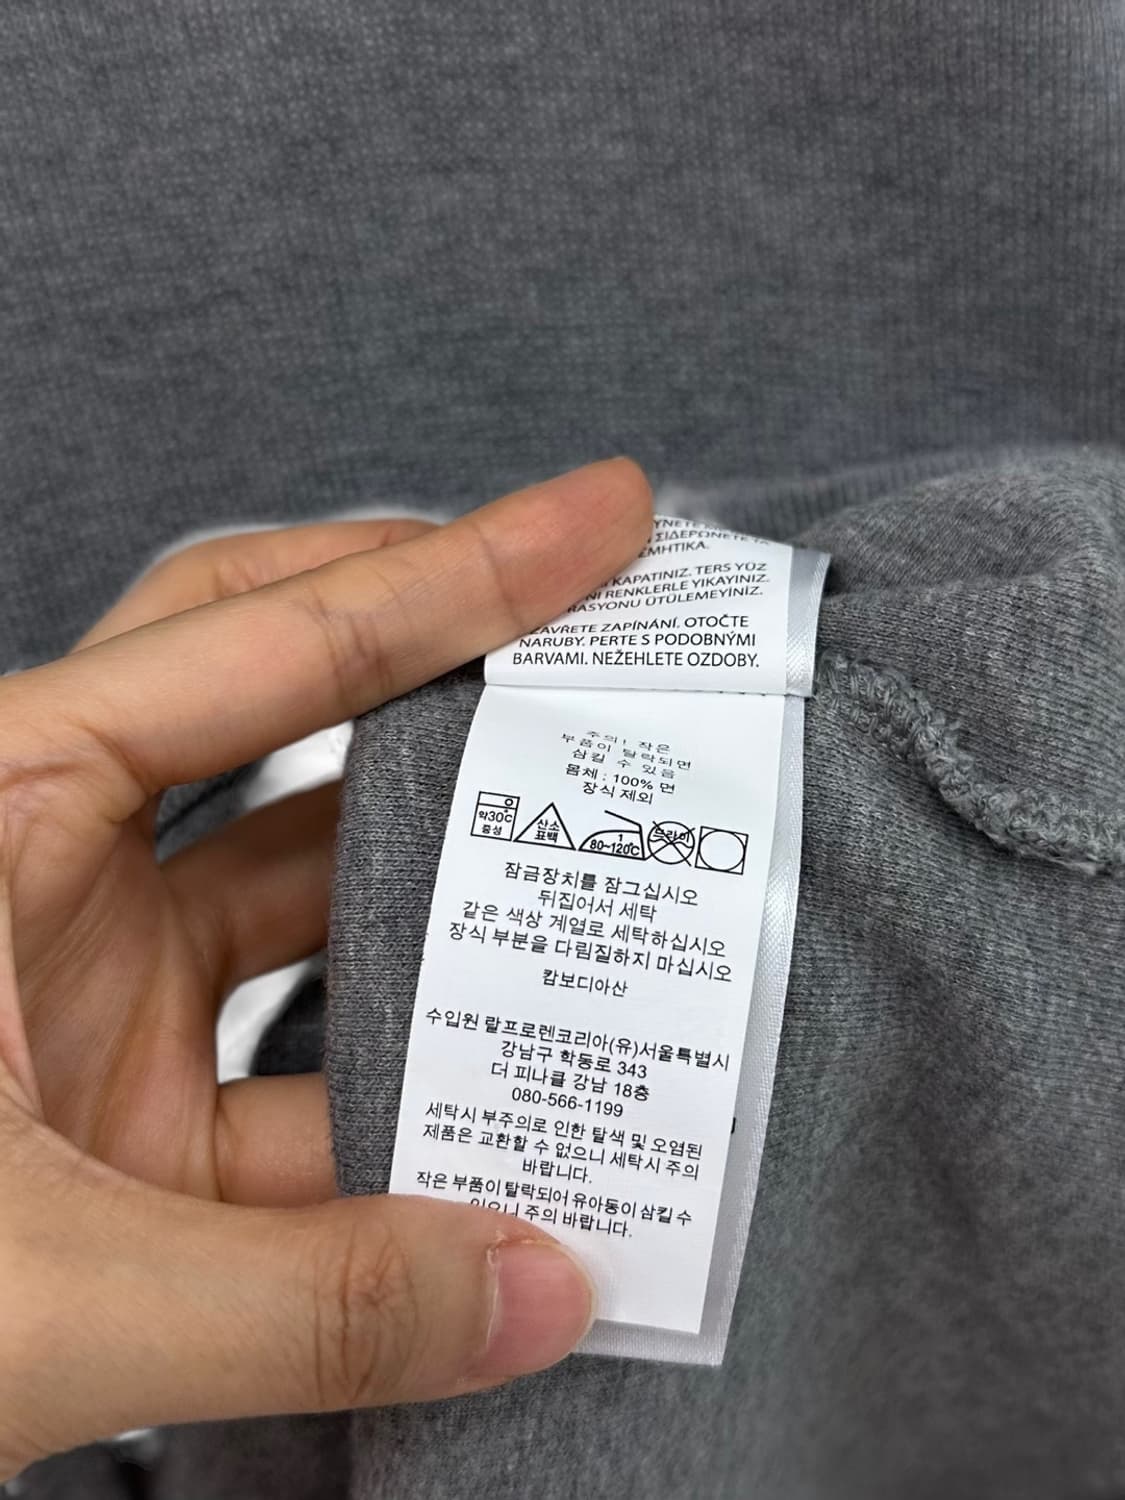 ΣΙΔΕΡΩΝΕΤΕ ΤΑ
KAPATINIZ. TERS YÜZ
RENKLERLE YIKAYINIZ.
ÜTÜLEMEYİNİZ.
ZAVŘETE ZAPÍNÁNÍ. OTOČTE
NARUBY. PERTE S PODOBNÝMI
BARVAMI. NEŽEHLETE OZDOBY.
주의! 작은
부품이 탈락되면
삼킬 수 있음
몸체 : 100% 면
장식 제외
약30℃
중성
산소
표백
1
80~120℃
드라이
잠금장치를 잠그십시오
뒤집어서 세탁
같은 색상 계열로 세탁하십시오
장식 부분을 다림질하지 마십시오
캄보디아산
수입원 랄프로렌코리아(유)서울특별시
강남구 학동로 343
더 피나클 강남 18층
080-566-1199
세탁시 부주의로 인한 탈색 및 오염된
제품은 교환할 수 없으니 세탁시 주의
바랍니다.
작은 부품이 탈락되어 유아동이 삼킬 수
있으니 주의 바랍니다.